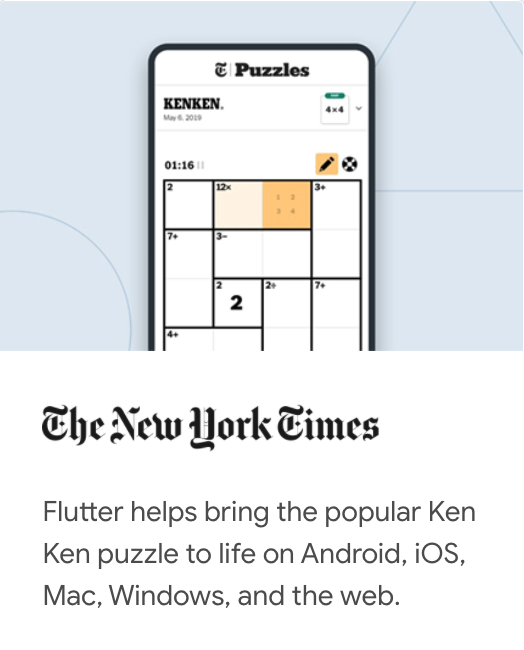 T Puzzles
KENKEN.
May 6, 2019
4×4
01:16
2 12× 3+
1 2
3 4
7+ 3−
2 2÷ 7+
2
4+
The New York Times
Flutter helps bring the popular Ken
Ken puzzle to life on Android, iOS,
Mac, Windows, and the web.